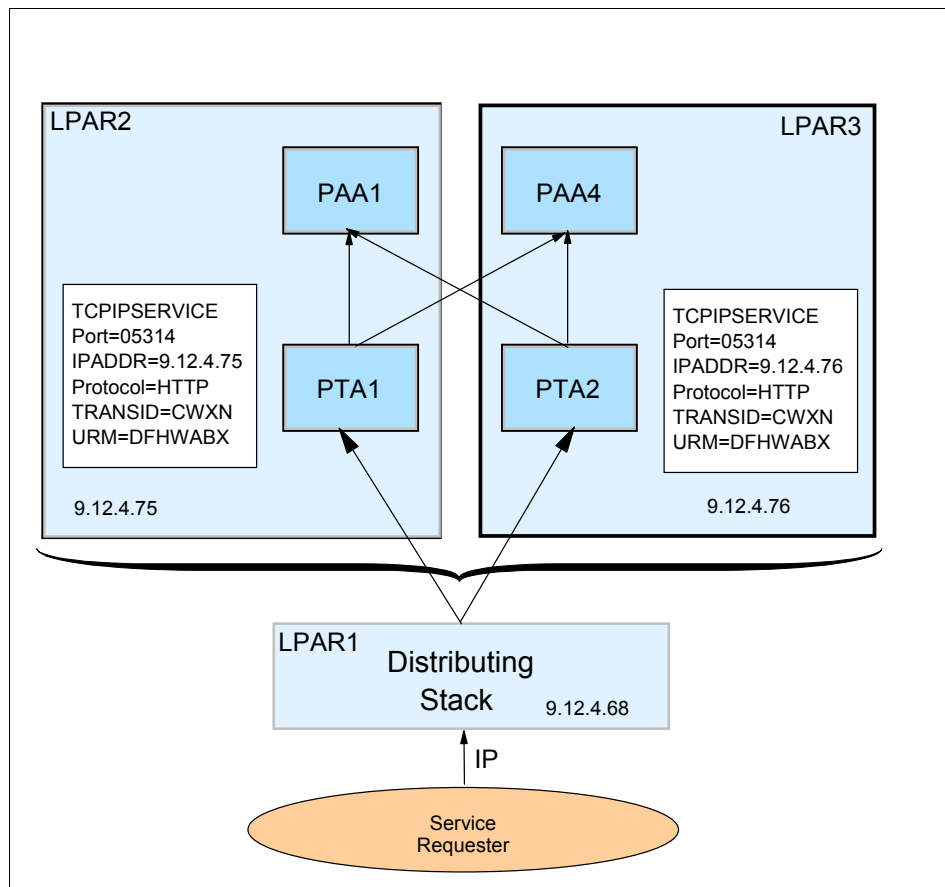 LPAR2
LPAR3
PAA1
PAA4
TCPIPSERVICE
Port=05314
IPADDR=9.12.4.75
Protocol=HTTP
TRANSID=CWXN
URM=DFHWABX
PTA1
PTA2
TCPIPSERVICE
Port=05314
IPADDR=9.12.4.76
Protocol=HTTP
TRANSID=CWXN
URM=DFHWABX
9.12.4.75
9.12.4.76
LPAR1
Distributing
Stack
9.12.4.68
IP
Service
Requester